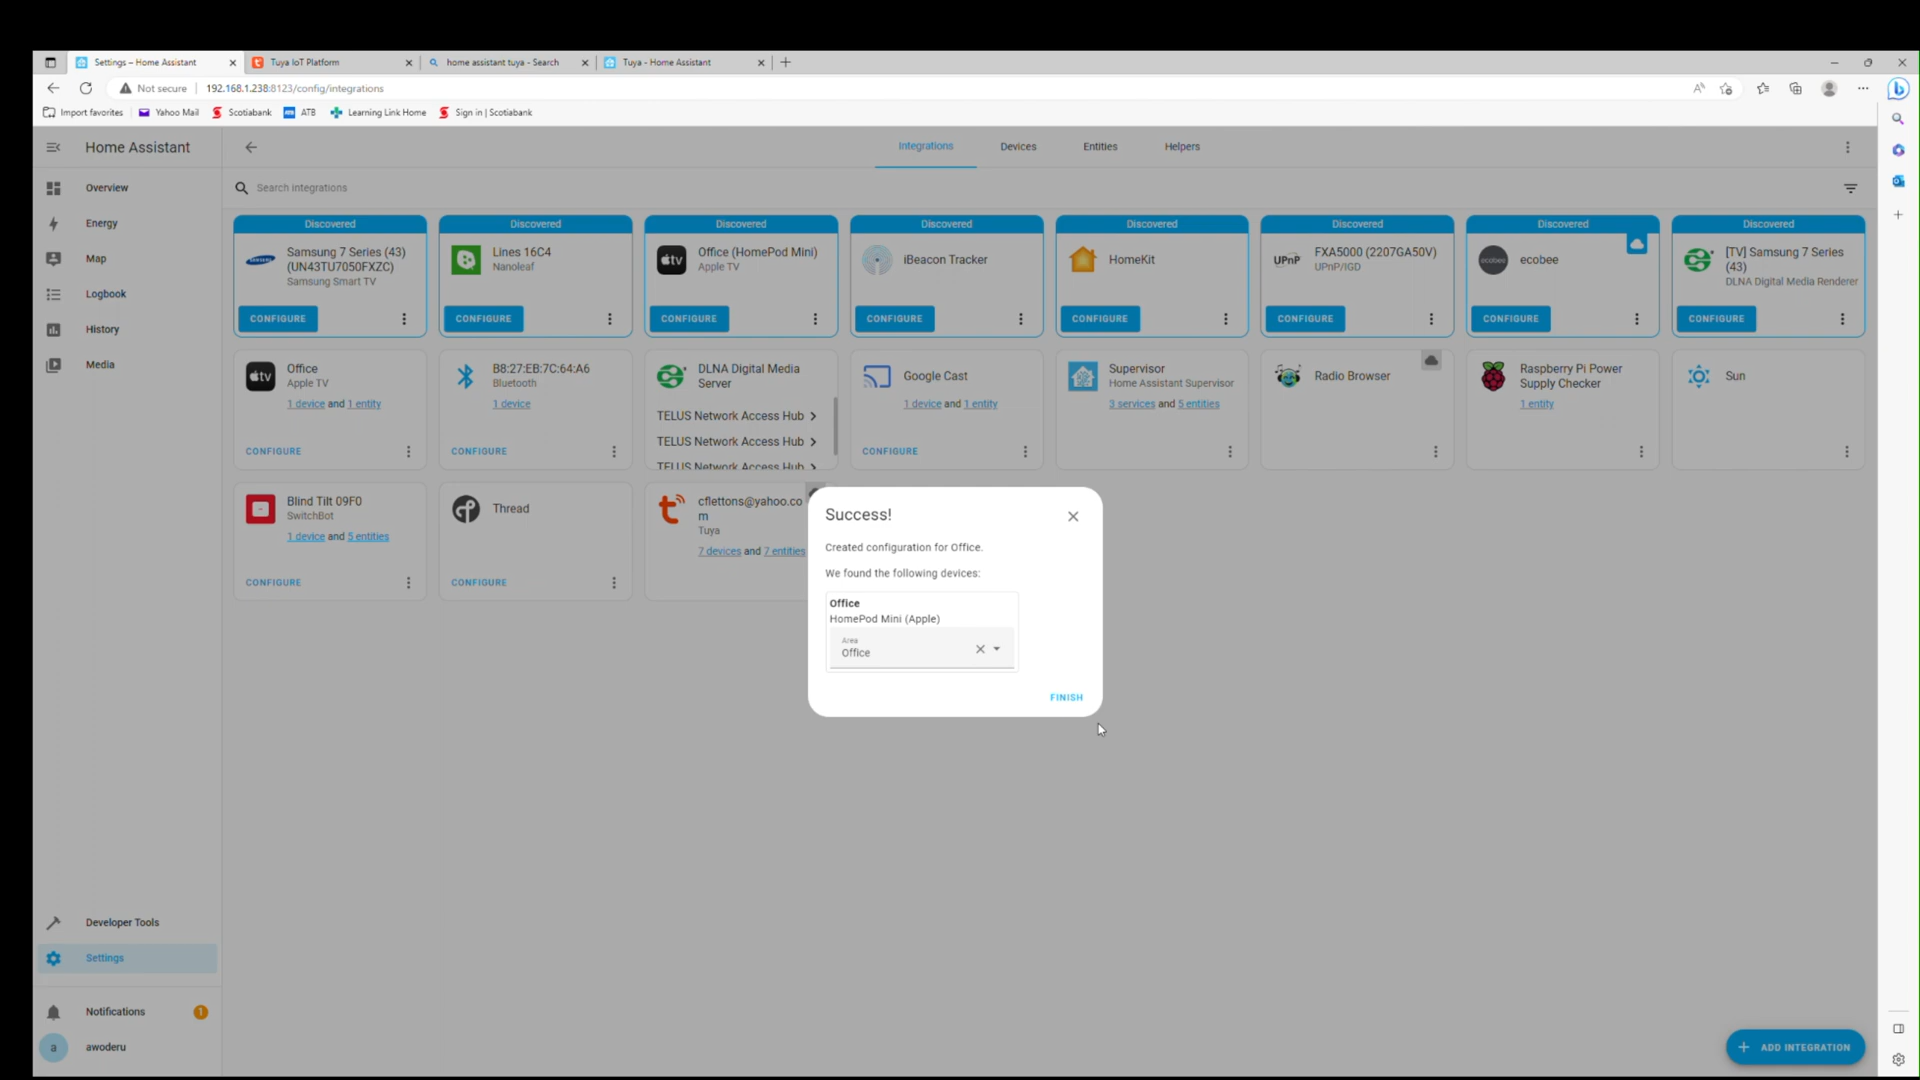 Settings – Home Assistant
Tuya IoT Platform
home assistant tuya - Search
Tuya - Home Assistant
Not secure
192.168.1.238:8123/config/integrations
Import favorites
Yahoo Mail
Scotiabank
ATB
Learning Link Home
Sign in | Scotiabank
Home Assistant
Integrations
Devices
Entities
Helpers
Overview
Energy
Map
Logbook
History
Media
Search integrations
Discovered
Samsung 7 Series (43)
(UN43TU7050FXZC)
Samsung Smart TV
CONFIGURE
Discovered
Lines 16C4
Nanoleaf
CONFIGURE
Discovered
Office (HomePod Mini)
Apple TV
CONFIGURE
Discovered
iBeacon Tracker
CONFIGURE
Discovered
HomeKit
CONFIGURE
Discovered
UPnP
FXA5000 (2207GA50V)
UPnP/IGD
CONFIGURE
Discovered
ecobee
ecobee
CONFIGURE
Discovered
[TV] Samsung 7 Series
(43)
DLNA Digital Media Renderer
CONFIGURE
Office
Apple TV
1 device and 1 entity
CONFIGURE
B8:27:EB:7C:64:A6
Bluetooth
1 device
CONFIGURE
DLNA Digital Media
Server
TELUS Network Access Hub
TELUS Network Access Hub
TELUS Network Access Hub
Google Cast
1 device and 1 entity
CONFIGURE
Supervisor
Home Assistant Supervisor
3 services and 5 entities
Radio Browser
Raspberry Pi Power
Supply Checker
1 entity
Sun
Blind Tilt 09F0
SwitchBot
1 device and 5 entities
CONFIGURE
Thread
CONFIGURE
cflettons@yahoo.co
m
Tuya
7 devices and 7 entities
Success!
Created configuration for Office.
We found the following devices:
Office
HomePod Mini (Apple)
Area
Office
FINISH
Developer Tools
Settings
Notifications
1
a
awoderu
ADD INTEGRATION